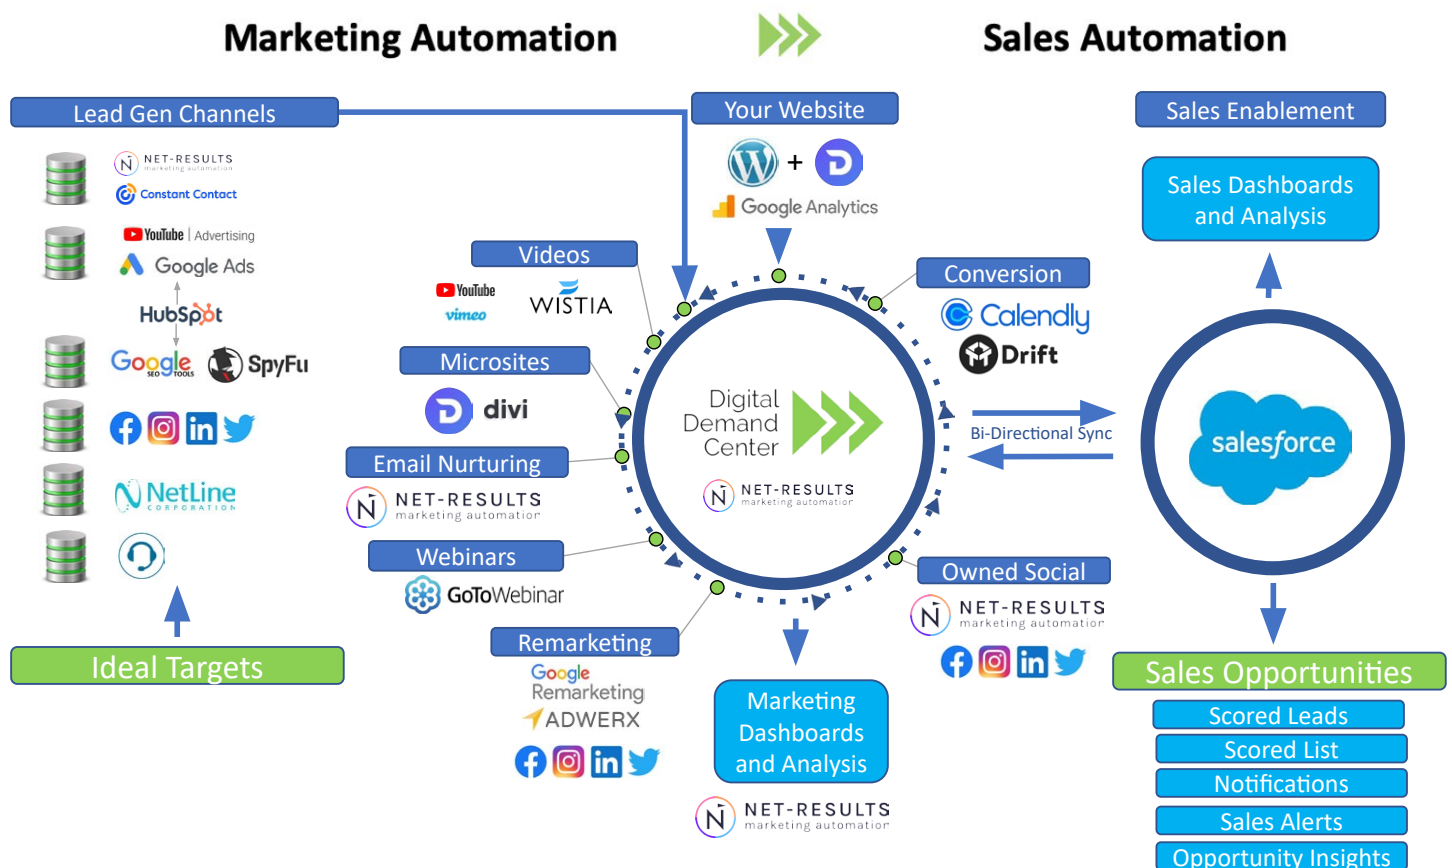 Marketing Automation
Sales Automation
Lead Gen Channels
NET-RESULTS
marketing automation
Constant Contact
YouTube | Advertising
Google Ads
HubSpot
Google
SEO TOOLS
SpyFu
NetLine
CORPORATION
Ideal Targets
Your Website
+
Google Analytics
Videos
YouTube
vimeo
WISTIA
Microsites
divi
Email Nurturing
NET-RESULTS
marketing automation
Webinars
GoToWebinar
Remarketing
Google
Remarketing
ADWERX
Digital
Demand
Center
NET-RESULTS
marketing automation
Conversion
Calendly
Drift
Owned Social
NET-RESULTS
marketing automation
Marketing
Dashboards
and Analysis
NET-RESULTS
marketing automation
Bi-Directional Sync
Sales Enablement
Sales Dashboards
and Analysis
salesforce
Sales Opportunities
Scored Leads
Scored List
Notifications
Sales Alerts
Opportunity Insights